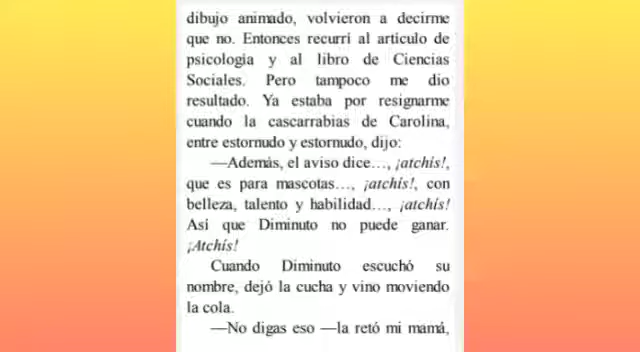 dibujo animado, volvieron a decirme
que no. Entonces recurrí al artículo de
psicología y al libro de Ciencias
Sociales. Pero tampoco me dio
resultado. Ya estaba por resignarme
cuando la cascarrabias de Carolina,
entre estornudo y estornudo, dijo:
—Además, el aviso dice…, ¡atchís!,
que es para mascotas…, ¡atchís!, con
belleza, talento y habilidad…, ¡atchís!
Así que Diminuto no puede ganar.
¡Atchís!
Cuando Diminuto escuchó su
nombre, dejó la cucha y vino moviendo
la cola.
—No digas eso —la retó mi mamá,